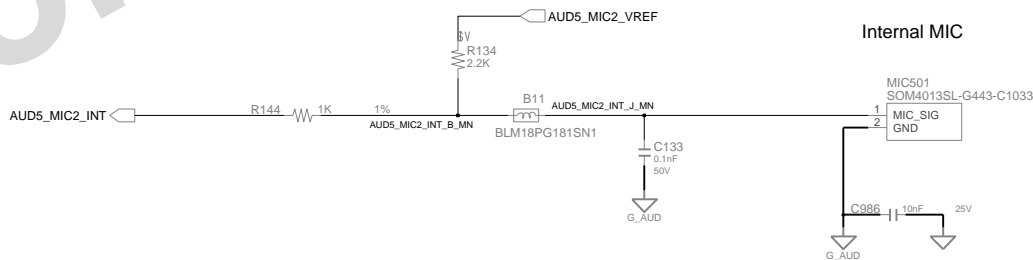 AUD5_MIC2_VREF
Internal MIC
R134
2.2K
MIC501
SOM4013SL-G443-C1033
B11
AUD5_MIC2_INT
R144
1K
1%
AUD5_MIC2_INT_B_MN
AUD5_MIC2_INT_J_MN
BLM18PG181SN1
1
MIC_SIG
2
GND
C133
0.1nF
50V
G_AUD
C986
10nF
25V
G_AUD